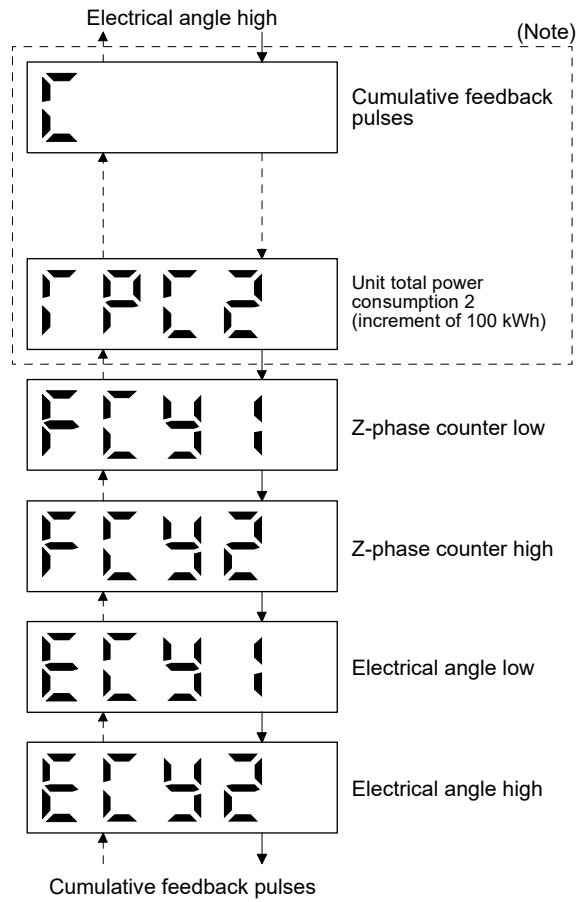 Electrical angle high
(Note)
C
Cumulative feedback
pulses
TPC2
Unit total power
consumption 2
(increment of 100 kWh)
FCy1
Z-phase counter low
FCy2
Z-phase counter high
ECy1
Electrical angle low
ECy2
Electrical angle high
Cumulative feedback pulses